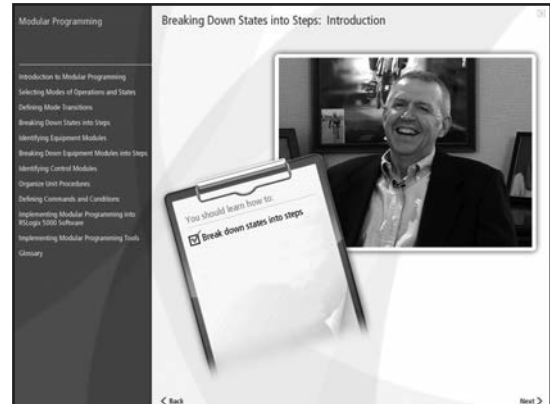 Modular Programming
Breaking Down States into Steps: Introduction
Introduction to Modular Programming
Selecting Modes of Operations and States
Defining Mode Transitions
Breaking Down States into Steps
Identifying Equipment Modules
Breaking Down Equipment Modules into Steps
Identifying Control Modules
Organize Unit Procedures
Defining Commands and Conditions
Implementing Modular Programming into
RSLogix 5000 Software
Implementing Modular Programming Tools
Glossary
You should learn how to:
Break down states into steps
< Back
Next >